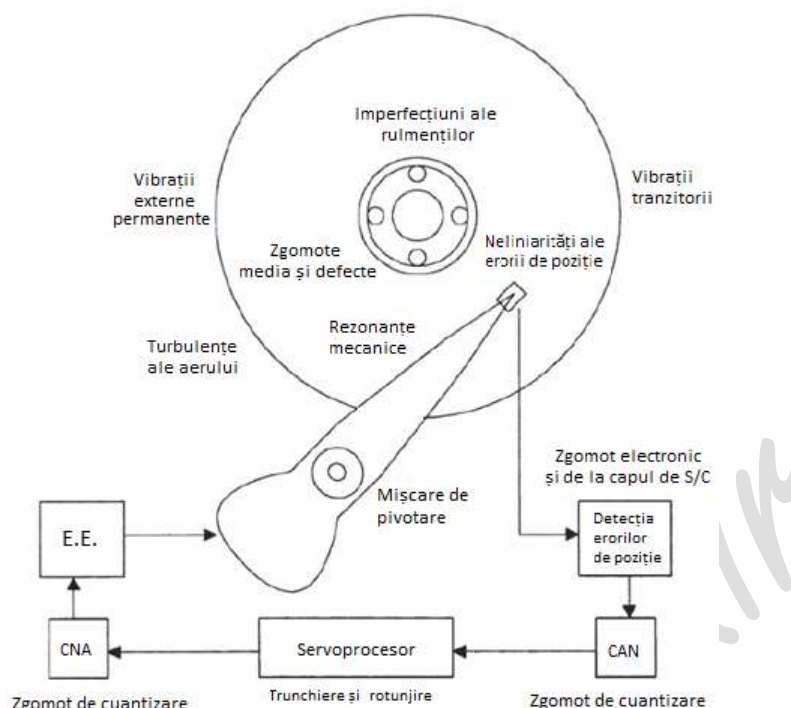 Imperfecțiuni ale
rulmenților
Vibrații
externe
permanente
Vibrații
tranzitorii
Zgomote
media și defecte
Neliniarități ale
erorii de poziție
Rezonanțe
mecanice
Turbulențe
ale aerului
Zgomot electronic
și de la capul de S/C
Mișcare de
pivotare
E.E.
Detecția
erorilor
de poziție
CNA
Servoprocesor
CAN
Zgomot de cuantizare
Trunchiere și rotunjire
Zgomot de cuantizare